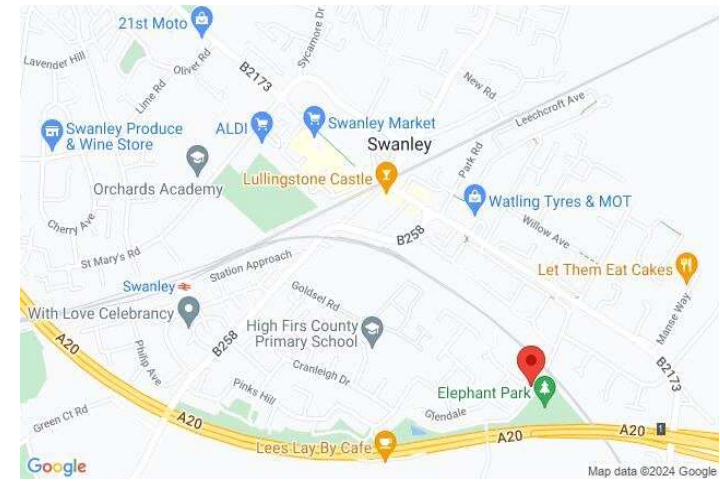 21st Moto
Sycamore Dr
Lavender Hill
Oliver Rd
B2173
Lime Rd
New Rd
Leechcroft Ave
Swanley Produce
& Wine Store
ALDI
Swanley Market
Swanley
Park Rd
Orchards Academy
Lullingstone Castle
Watling Tyres & MOT
Cherry Ave
B258
Willow Ave
St Mary's Rd
Station Approach
Let Them Eat Cakes
Swanley
Goldsel Rd
With Love Celebrancy
High Firs County
Primary School
Manse Way
A20
B258
Philip Ave
Cranleigh Dr
B2173
Pinks Hill
Elephant Park
Green Ct Rd
Glendale
A20
A20
A20
1
Lees Lay By Cafe
Google
Map data ©2024 Google